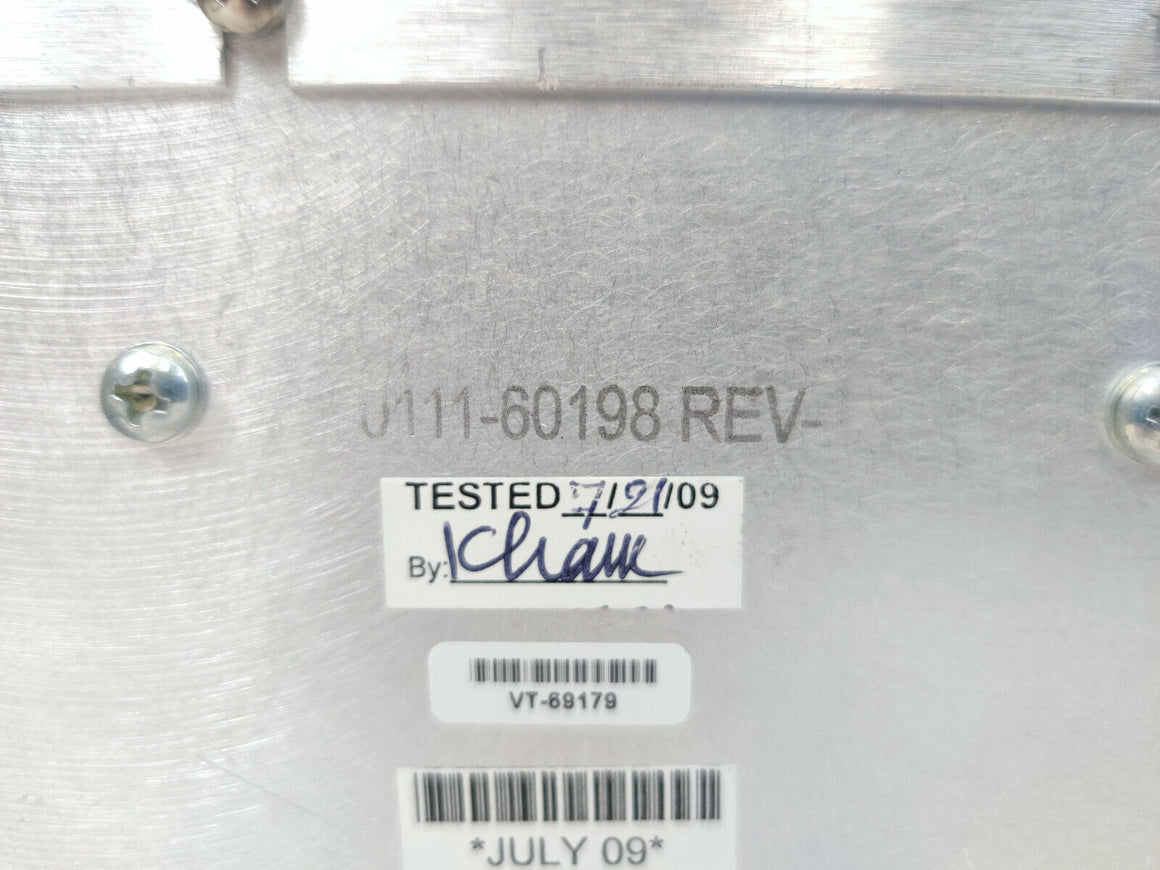 0111-60198 REV-
TESTED 7/21/09
By: Kham
VT-69179
*JULY 09*